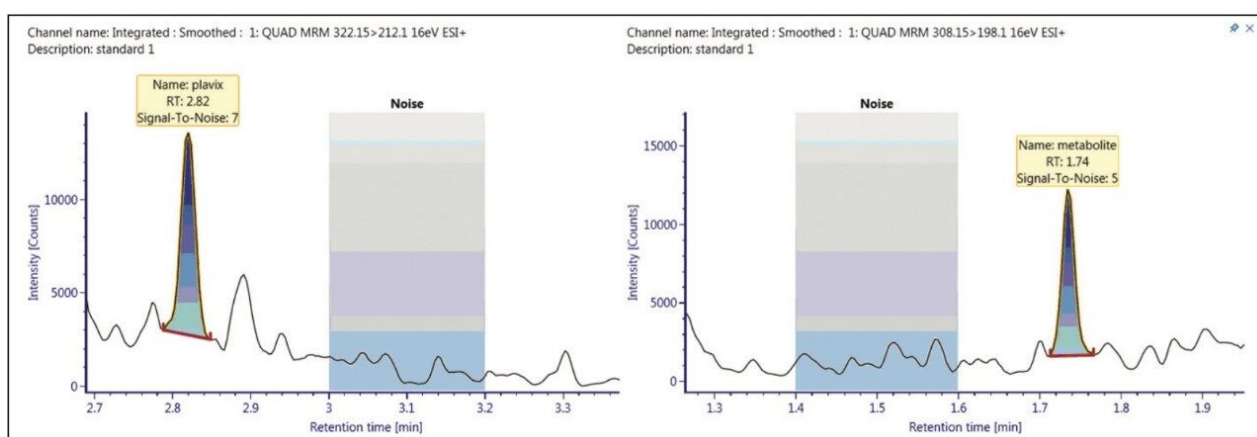 Channel name: Integrated : Smoothed : 1: QUAD MRM 322.15>212.1 16eV ESI+
Description: standard 1
Name: plavix
RT: 2.82
Signal-To-Noise: 7
Noise
Intensity [Counts]
10000
5000
0
2.7 2.8 2.9 3 3.1 3.2 3.3
Retention time [min]
Channel name: Integrated : Smoothed : 1: QUAD MRM 308.15>198.1 16eV ESI+
Description: standard 1
Noise
Name: metabolite
RT: 1.74
Signal-To-Noise: 5
Intensity [Counts]
15000
10000
5000
0
1.3 1.4 1.5 1.6 1.7 1.8 1.9
Retention time [min]